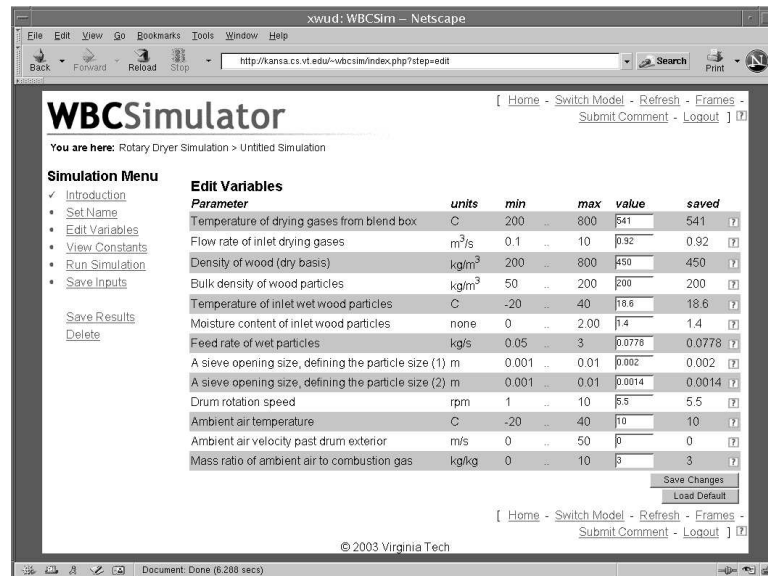 xwud: WBCSim – Netscape
File Edit View Go Bookmarks Tools Window Help
Back Forward Reload Stop http://kansa.cs.vt.edu/~wbcsim/index.php?step=edit Search Print N
WBCSimulator
[ Home - Switch Model - Refresh - Frames -
Submit Comment - Logout ] ?
You are here: Rotary Dryer Simulation > Untitled Simulation
Simulation Menu
✓ Introduction
• Set Name
• Edit Variables
• View Constants
• Run Simulation
• Save Inputs
Save Results
Delete
Edit Variables
Parameter units min max value saved
Temperature of drying gases from blend box C 200 .. 800 541 541 ?
Flow rate of inlet drying gases m³/s 0.1 .. 10 0.92 0.92 ?
Density of wood (dry basis) kg/m³ 200 .. 800 450 450 ?
Bulk density of wood particles kg/m³ 50 .. 200 200 200 ?
Temperature of inlet wet wood particles C -20 .. 40 18.6 18.6 ?
Moisture content of inlet wood particles none 0 .. 2.00 1.4 1.4 ?
Feed rate of wet particles kg/s 0.05 .. 3 0.0778 0.0778 ?
A sieve opening size, defining the particle size (1) m 0.001 .. 0.01 0.002 0.002 ?
A sieve opening size, defining the particle size (2) m 0.001 .. 0.01 0.0014 0.0014 ?
Drum rotation speed rpm 1 .. 10 5.5 5.5 ?
Ambient air temperature C -20 .. 40 10 10 ?
Ambient air velocity past drum exterior m/s 0 .. 50 0 0 ?
Mass ratio of ambient air to combustion gas kg/kg 0 .. 10 3 3 ?
Save Changes
Load Default
[ Home - Switch Model - Refresh - Frames -
Submit Comment - Logout ] ?
© 2003 Virginia Tech
Document: Done (6.288 secs)